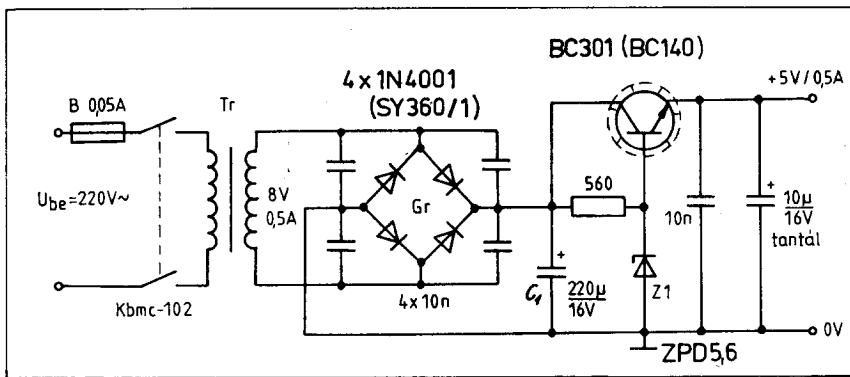 BC301 (BC140)
4x1N4001
(SY360/1)
+5V/0,5A
B 0,05A
Tr
Ube=220V~
8V
0,5A
Gr
560
10n
+
10µ
16V
tantál
+
C1
220µ
16V
Z1
Kbmc-102
4x10n
0V
ZPD5,6